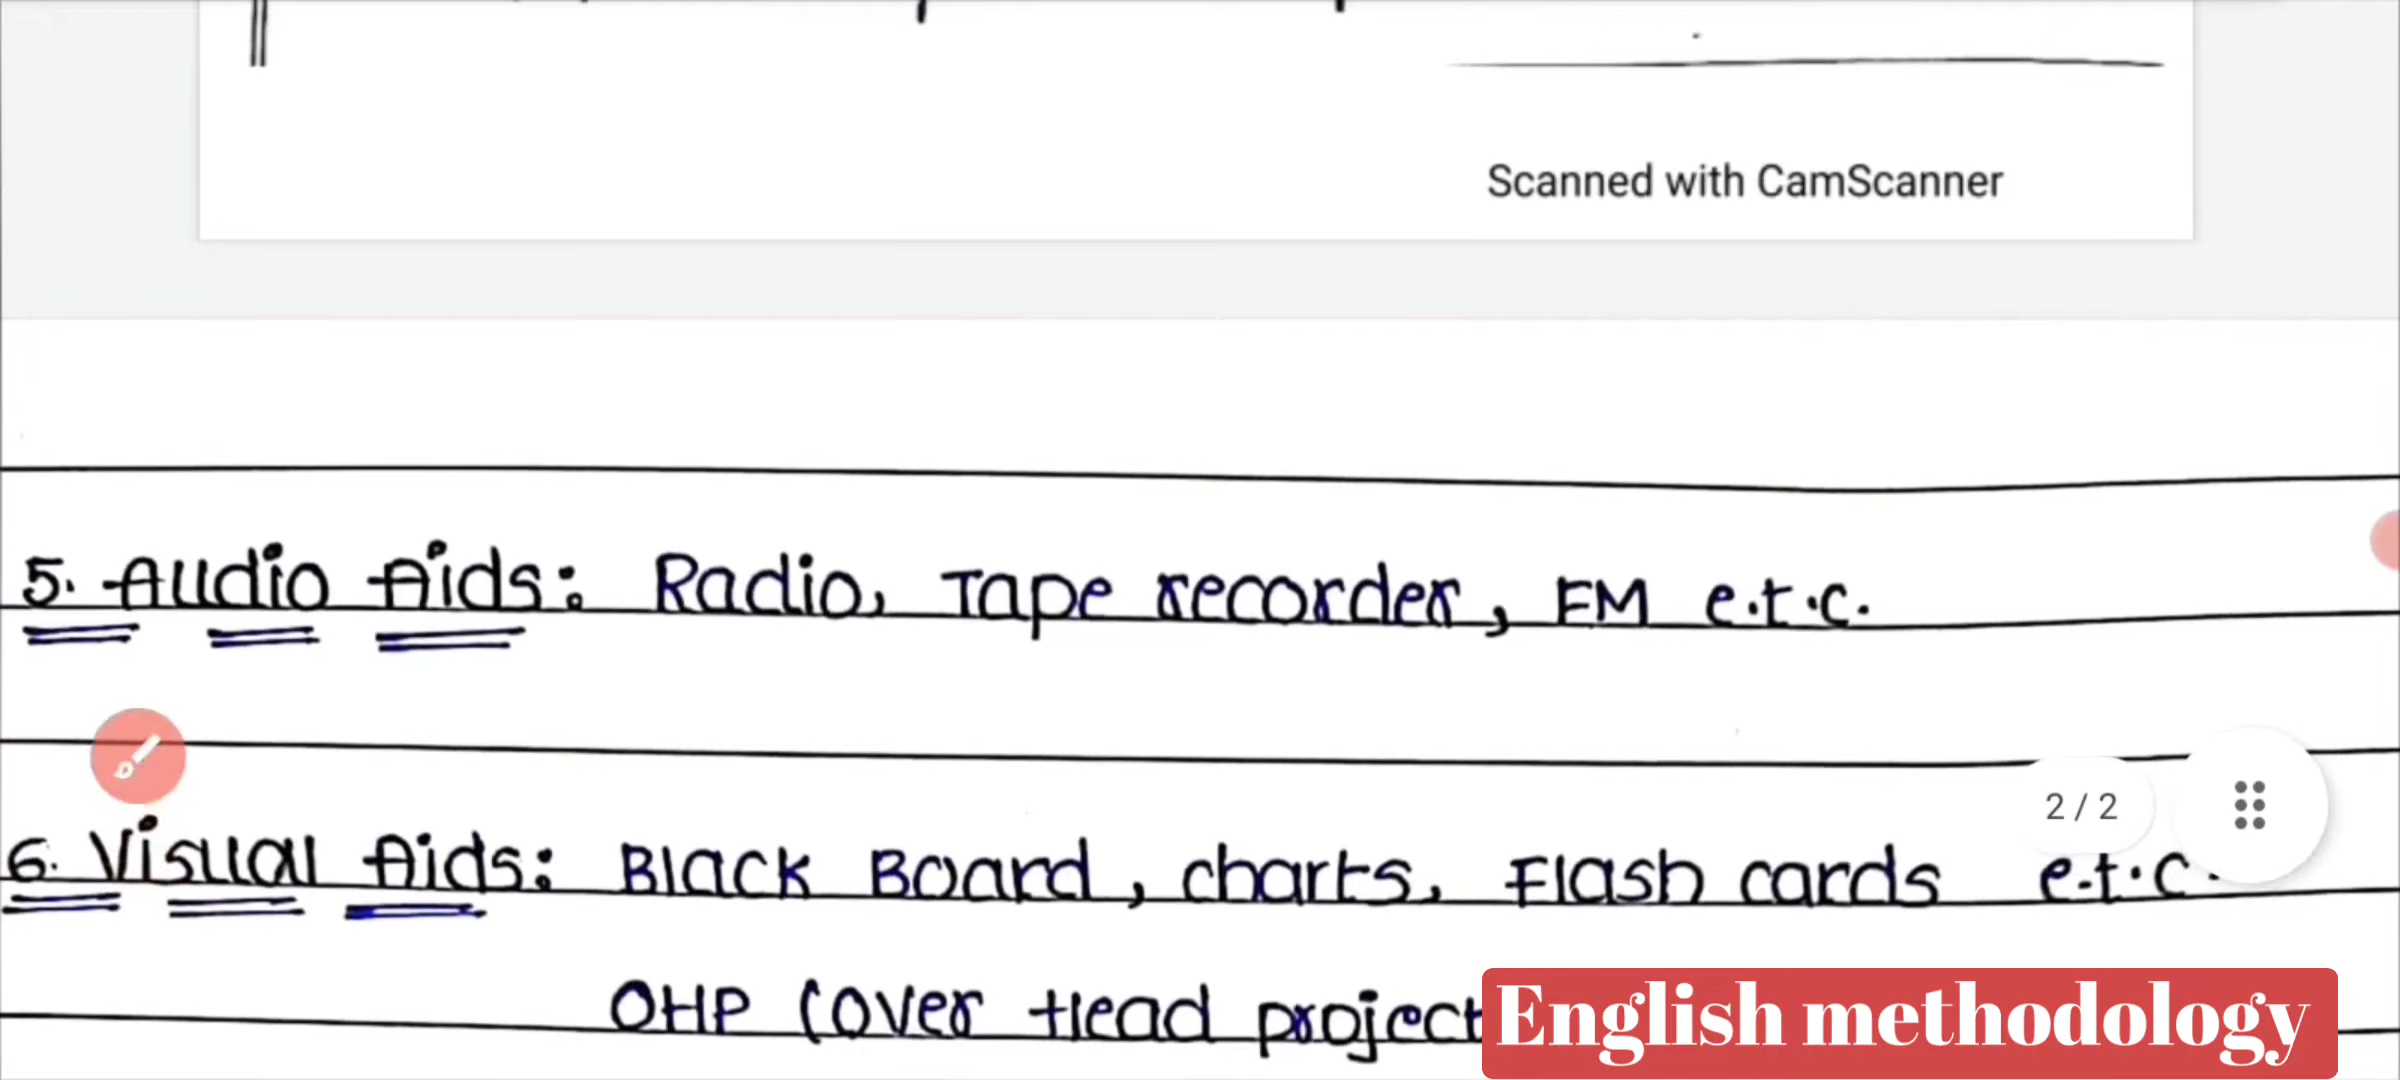 Scanned with CamScanner
5. Audio Aids: Radio, Tape recorder, FM e.t.c.
2 / 2
6. Visual Aids: Black Board, charts, Flash cards e.t.c.
OHP (over Head project
English methodology